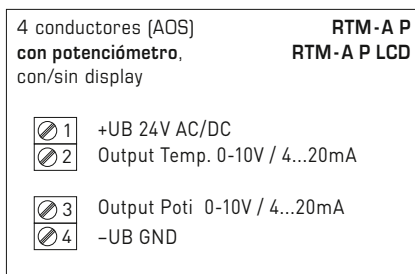 4 conductores (AOS) RTM-A P
con potenciómetro, RTM-A P LCD
con/sin display
1 +UB 24V AC/DC
2 Output Temp. 0-10V / 4...20mA
3 Output Poti 0-10V / 4...20mA
4 –UB GND